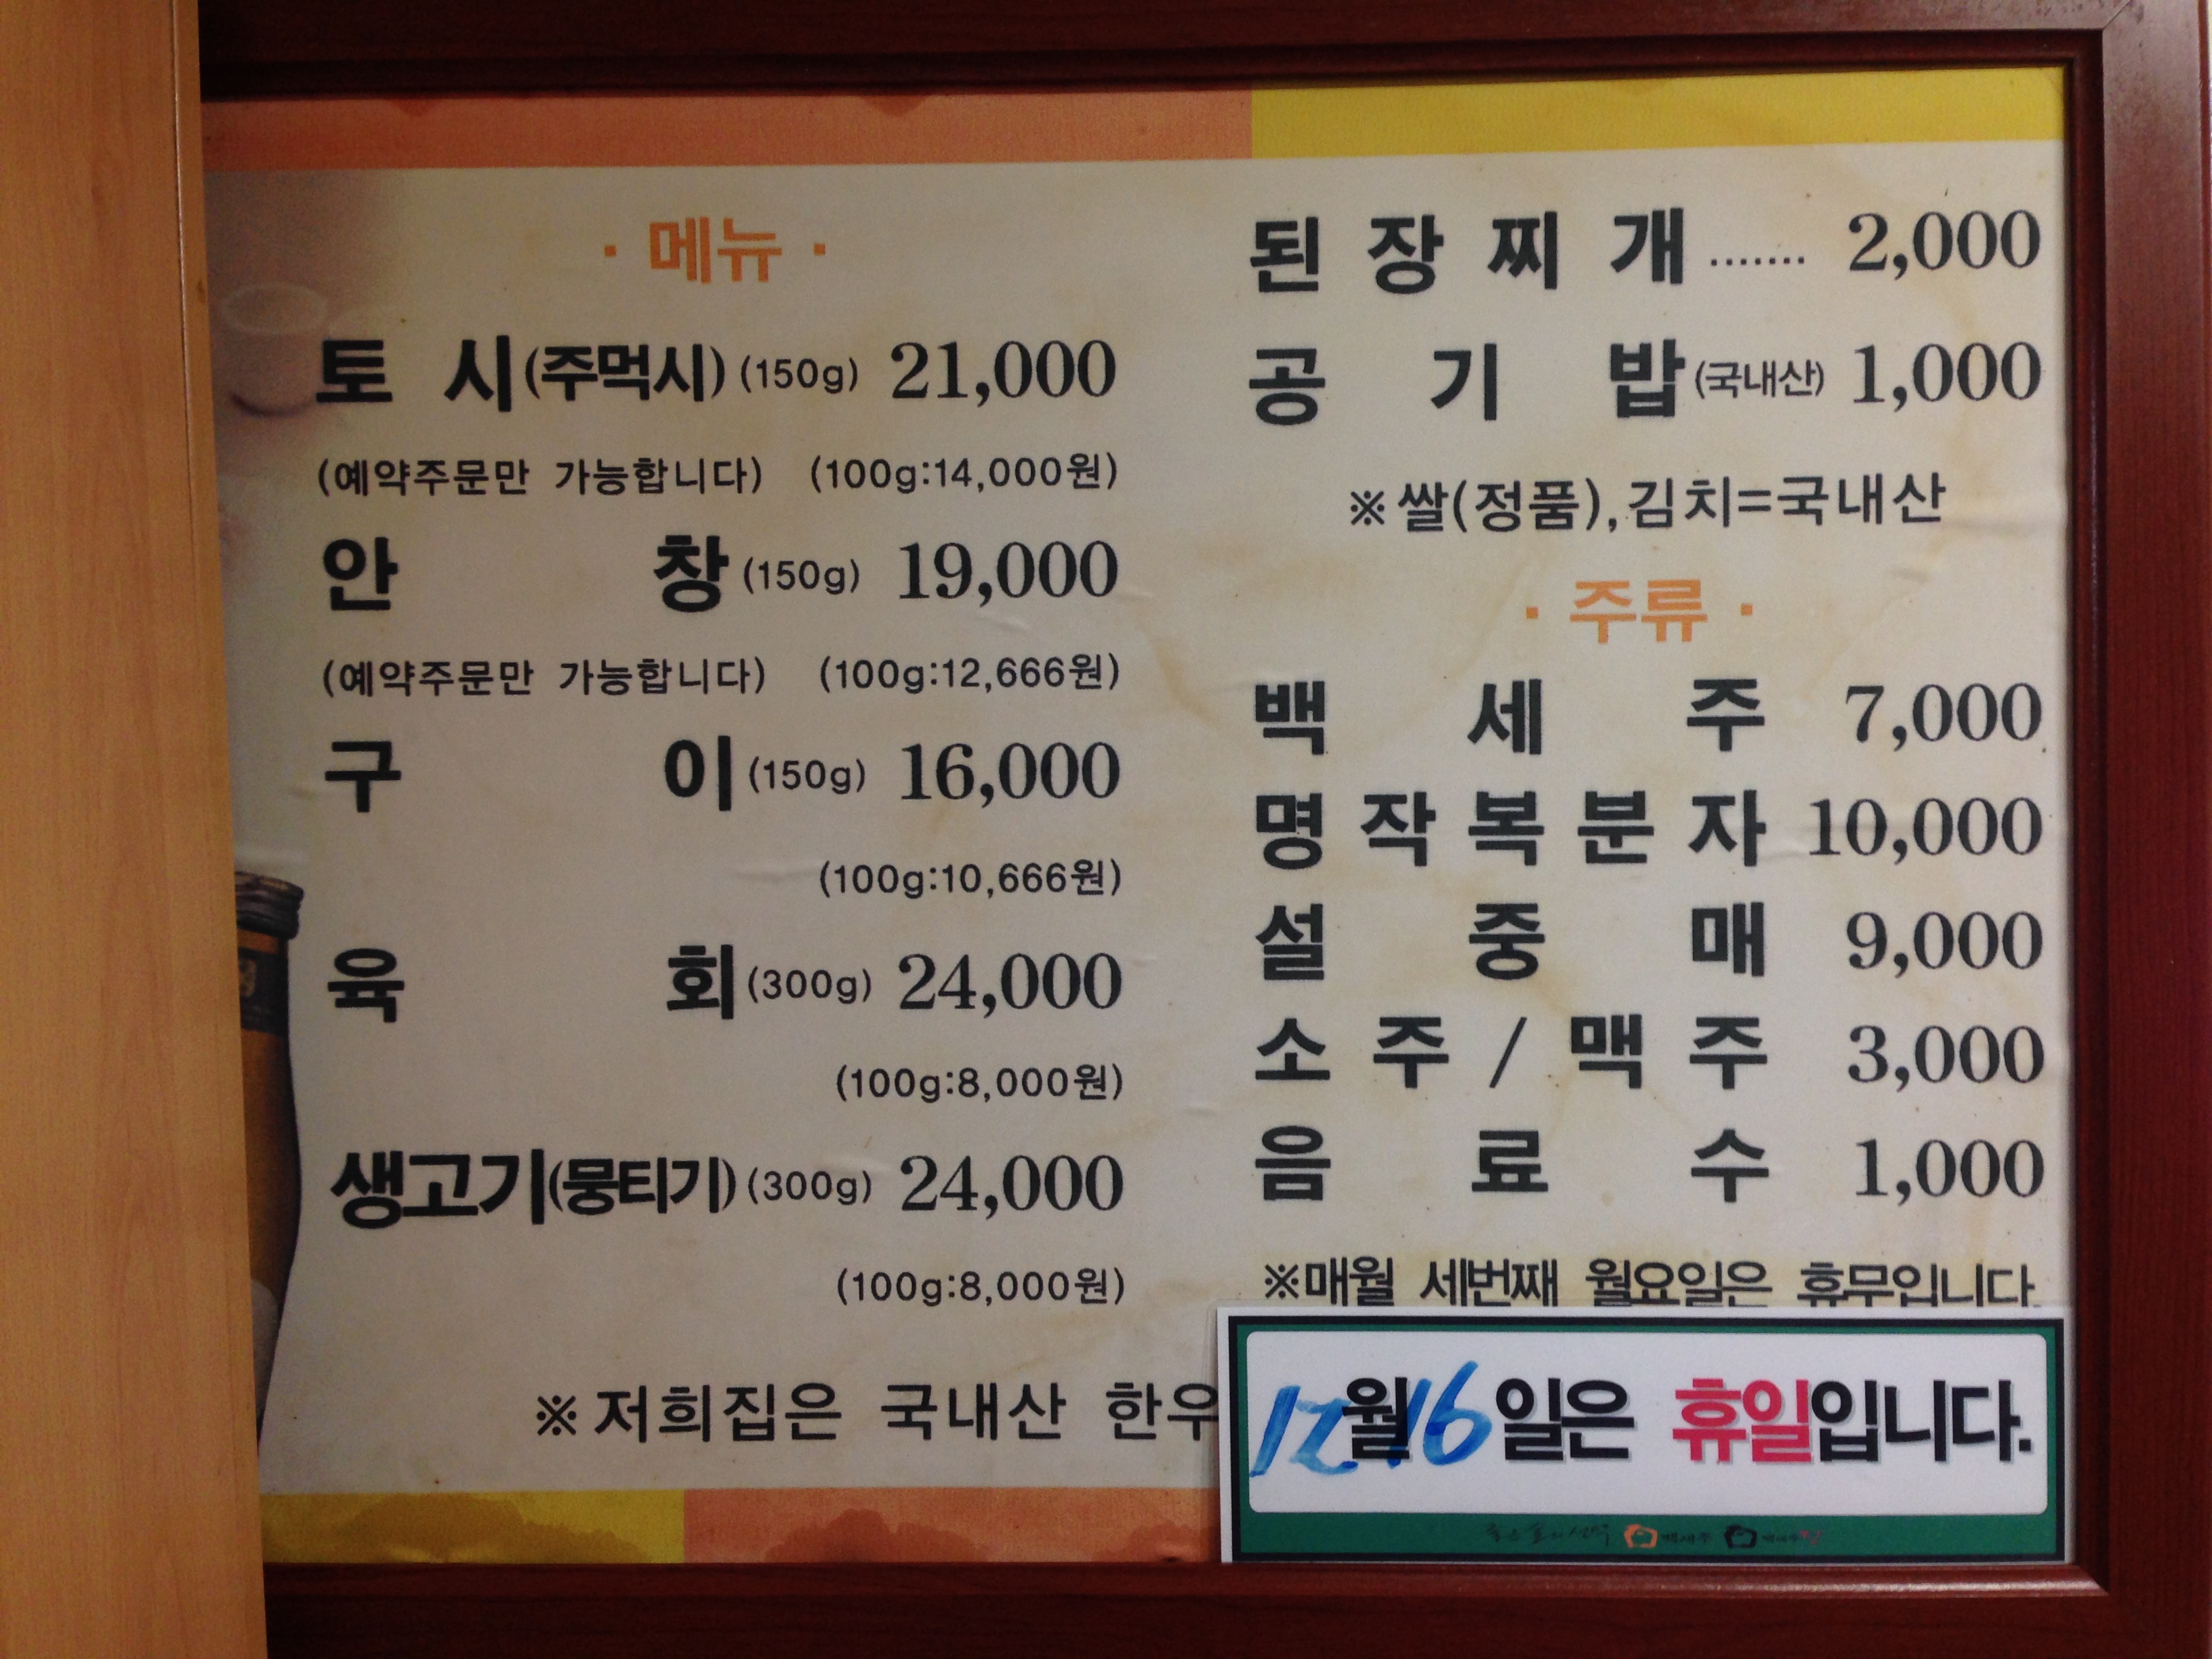 · 메뉴 ·
토 시(주먹시) (150g) 21,000
(예약주문만 가능합니다) (100g:14,000원)
안 창 (150g) 19,000
(예약주문만 가능합니다) (100g:12,666원)
구 이 (150g) 16,000
(100g:10,666원)
육 회 (300g) 24,000
(100g:8,000원)
생고기(뭉티기) (300g) 24,000
(100g:8,000원)
※저희집은 국내산 한우
된 장 찌 개 ....... 2,000
공 기 밥 (국내산) 1,000
※쌀(정품),김치=국내산
· 주류 ·
백 세 주 7,000
명 작 복 분 자 10,000
설 중 매 9,000
소 주 / 맥 주 3,000
음 료 수 1,000
※매월 세번째 월요일은 휴무입니다.
12월 16일은 휴일입니다.
백세주